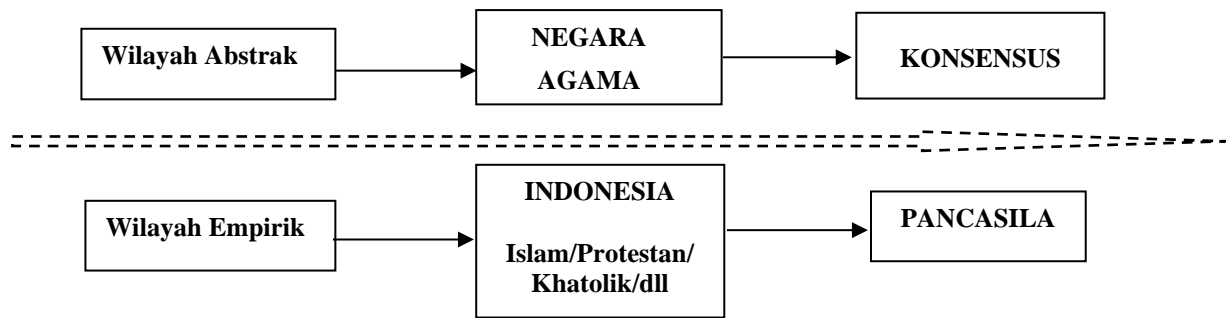 Wilayah Abstrak
NEGARA
AGAMA
KONSENSUS
Wilayah Empirik
INDONESIA
Islam/Protestan/
Khatolik/dll
PANCASILA